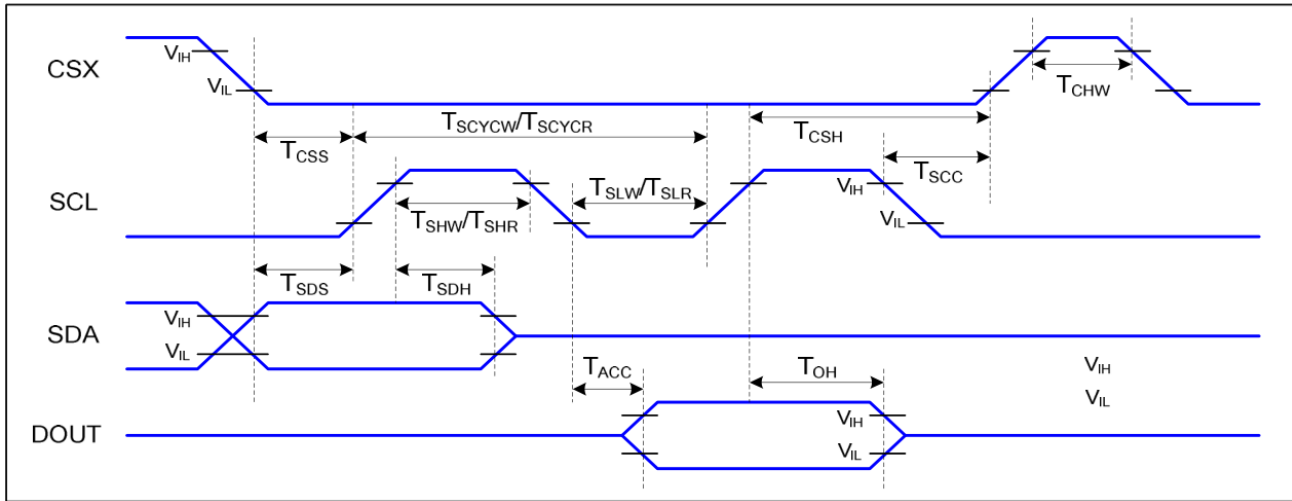 CSX
VIH
VIL
TCHW
TSCYCW/TSCYCR
TCSH
TCSS
TSCC
SCL
TSLW/TSLR
VIH
VIL
TSHW/TSHR
TSDS
TSDH
SDA
VIH
VIL
TACC
TOH
VIH
VIL
DOUT
VIH
VIL